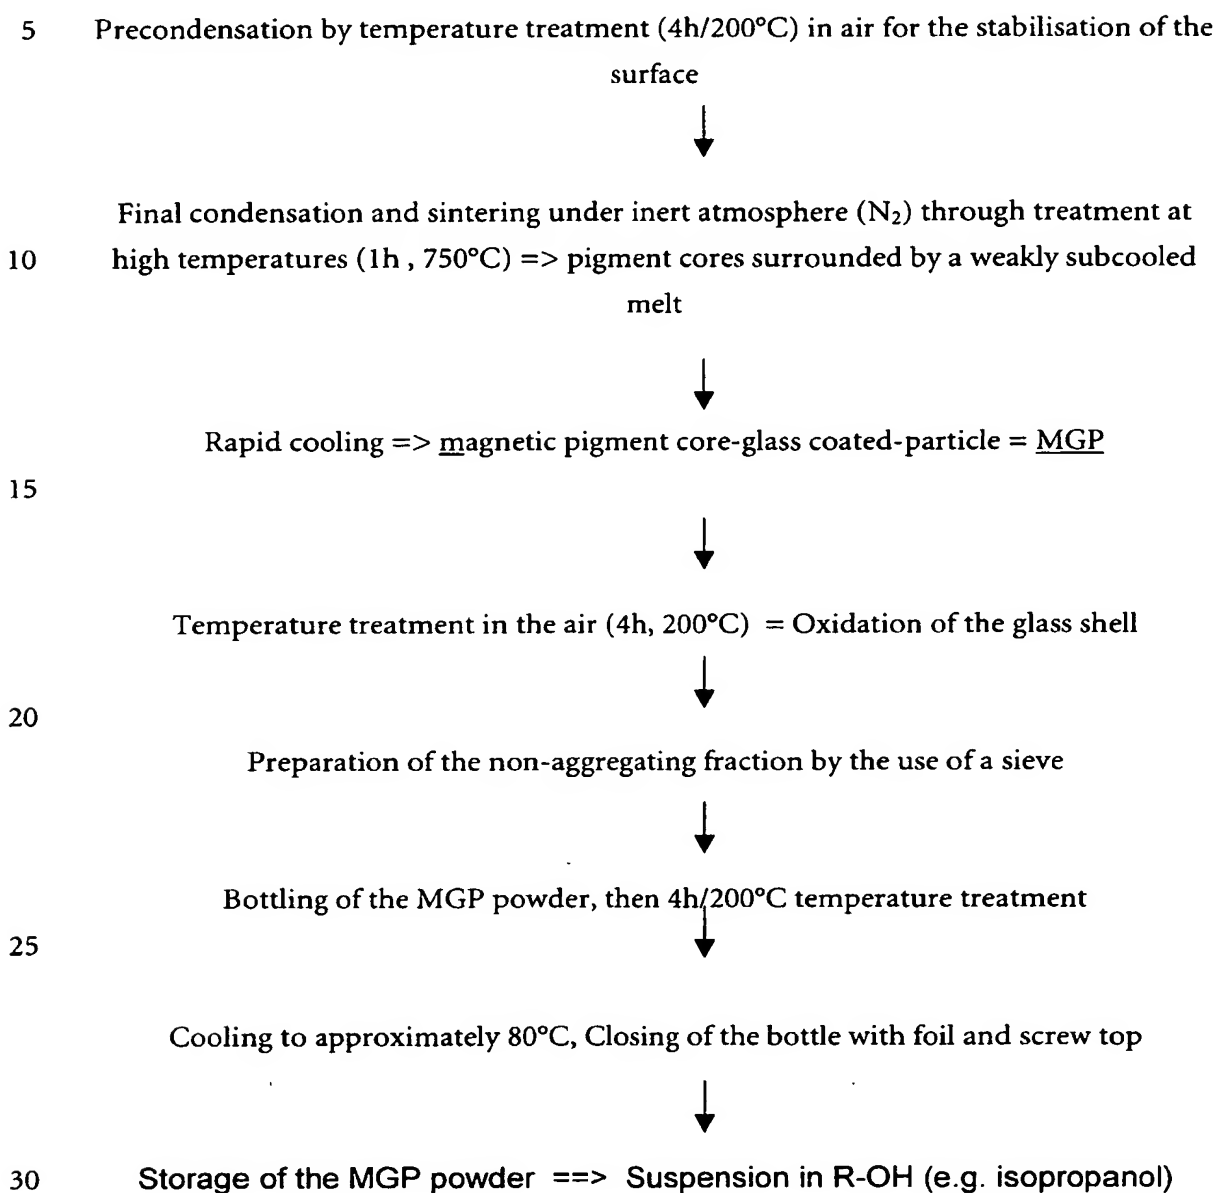 5 Precondensation by temperature treatment (4h/200°C) in air for the stabilisation of the
surface
Final condensation and sintering under inert atmosphere (N₂) through treatment at
10 high temperatures (1h , 750°C) => pigment cores surrounded by a weakly subcooled
melt
Rapid cooling => magnetic pigment core-glass coated-particle = MGP
15
Temperature treatment in the air (4h, 200°C) = Oxidation of the glass shell
20
Preparation of the non-aggregating fraction by the use of a sieve
Bottling of the MGP powder, then 4h/200°C temperature treatment
25
Cooling to approximately 80°C, Closing of the bottle with foil and screw top
30 Storage of the MGP powder ==> Suspension in R-OH (e.g. isopropanol)